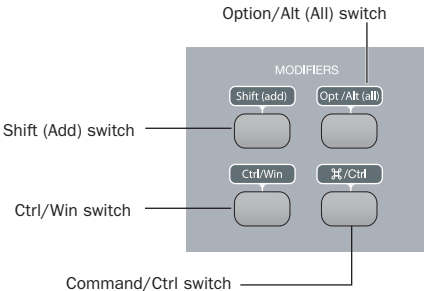 Option/Alt (All) switch
MODIFIERS
Shift (add)
Opt /Alt (all)
Shift (Add) switch
Ctrl/Win
⌘/Ctrl
Ctrl/Win switch
Command/Ctrl switch